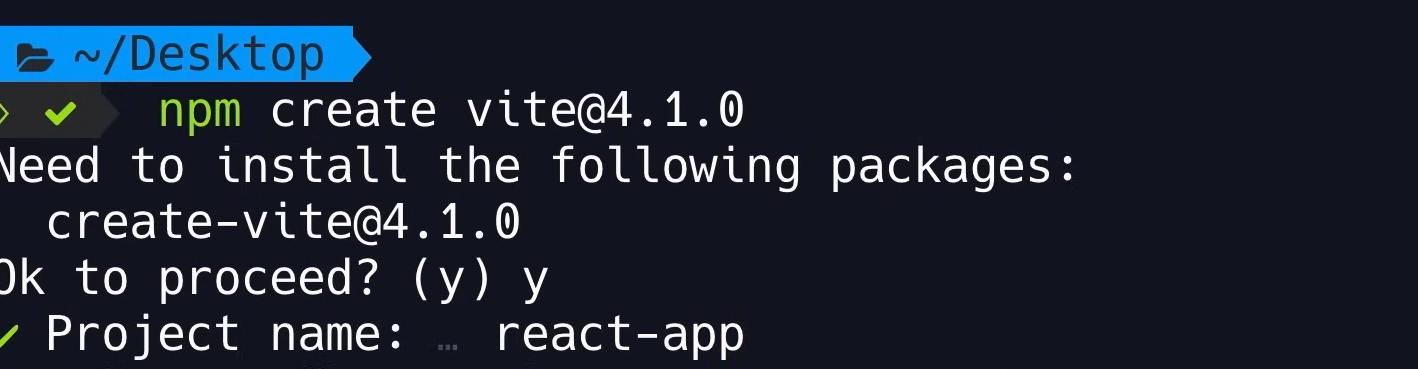 ~/Desktop
npm create vite@4.1.0
Need to install the following packages:
create-vite@4.1.0
Ok to proceed? (y) y
Project name: … react-app